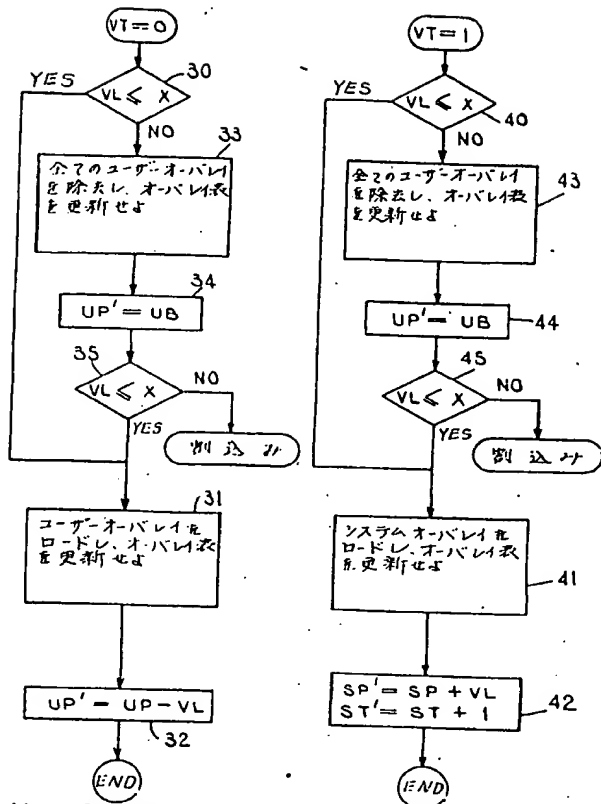 VT=0
30
YES
VL ≤ X
NO
33
全てのユーザーオーバレイ
を除去し、オーバレイ表
を更新せよ
34
UP' = UB
35
VL ≤ X
NO
YES
割込み
31
ユーザーオーバレイを
ロードし、オーバレイ表
を更新せよ
UP' = UP - VL
32
END
VT=1
YES
VL ≤ X
40
NO
43
全てのユーザーオーバレイ
を除去し、オーバレイ表
を更新せよ
UP' = UB
44
45
VL ≤ X
NO
YES
割込み
システムオーバレイを
ロードし、オーバレイ表
を更新せよ
41
SP' = SP + VL
ST' = ST + 1
42
END